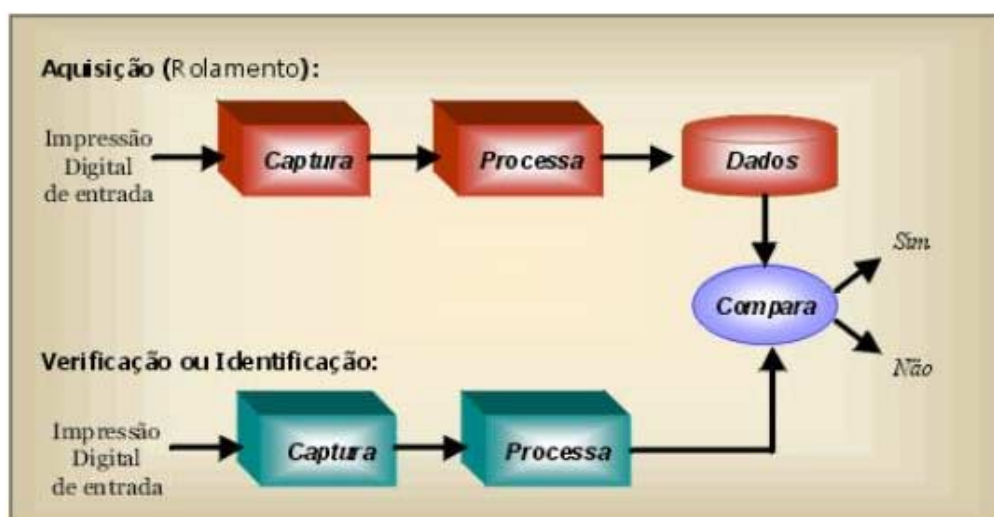 Aquisição (Rolamento):
Impressão
Digital
de entrada
Captura
Processa
Dados
Sim
Compara
Não
Verificação ou Identificação:
Impressão
Digital
de entrada
Captura
Processa